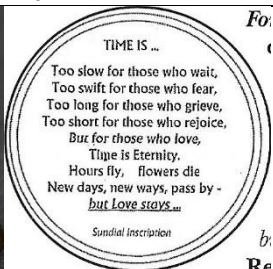 TIME IS ...
Too slow for those who wait,
Too swift for those who fear,
Too long for those who grieve,
Too short for those who rejoice,
But for those who love,
Time is Eternity.
Hours fly, flowers die
New days, new ways, pass by -
but Love stays ...
Sundial Inscription